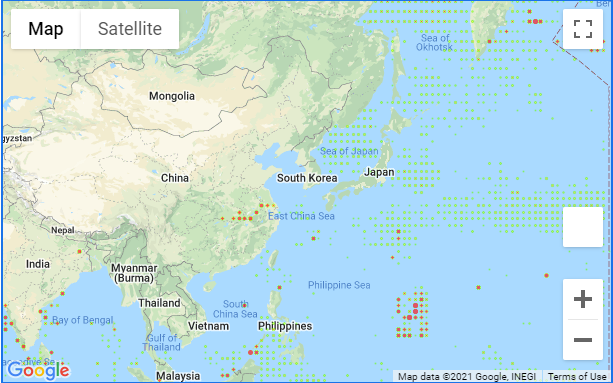 Map
Satellite
Be
Sea of
Okhotsk
Mongolia
gyzstan
Sea of Japan
China
South Korea
Japan
East China Sea
Nepal
India
Myanmar
(Burma)
Philippine Sea
Thailand
Bay of Bengal
South
China Sea
Vietnam
Philippines
Gulf of
Thailand
Malaysia
Google
Map data ©2021 Google, INEGI
Terms of Use